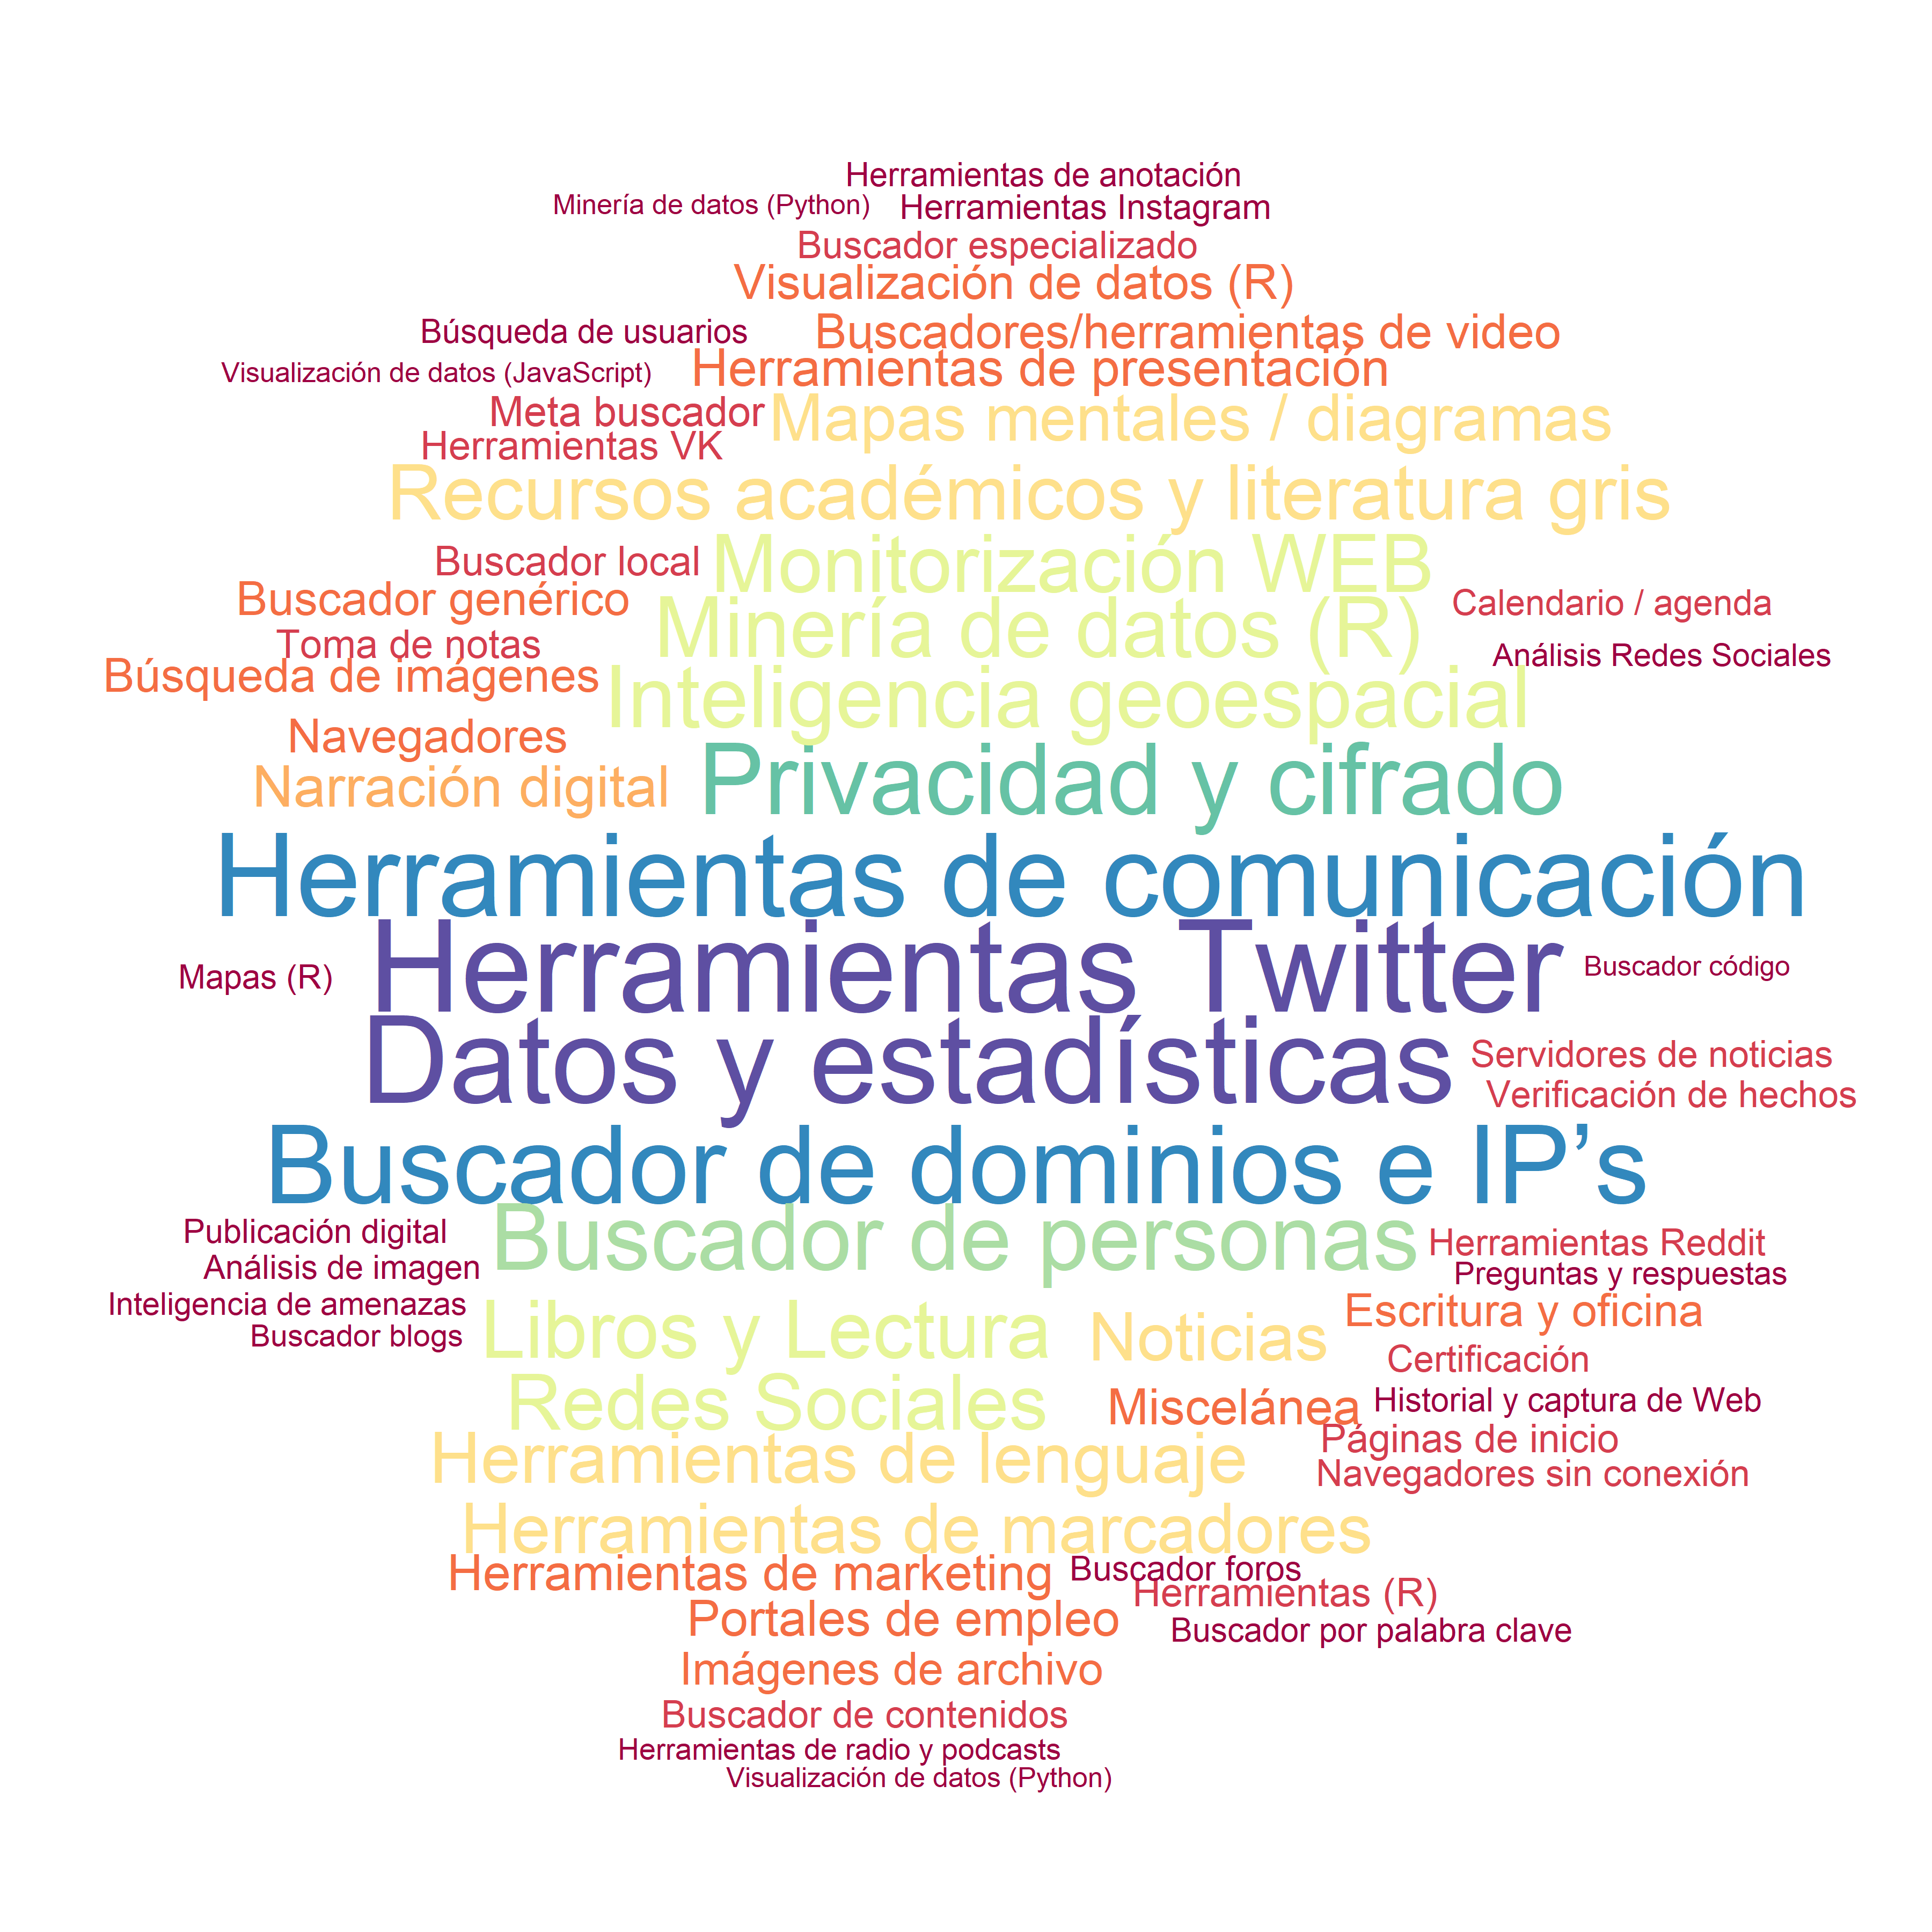 Herramientas de anotación
Minería de datos (Python)
Herramientas Instagram
Buscador especializado
Visualización de datos (R)
Búsqueda de usuarios
Buscadores/herramientas de video
Visualización de datos (JavaScript)
Herramientas de presentación
Meta buscador
Mapas mentales / diagramas
Herramientas VK
Recursos académicos y literatura gris
Buscador local
Monitorización WEB
Buscador genérico
Minería de datos (R)
Calendario / agenda
Toma de notas
Análisis Redes Sociales
Búsqueda de imágenes
Inteligencia geoespacial
Navegadores
Narración digital
Privacidad y cifrado
Herramientas de comunicación
Mapas (R)
Herramientas Twitter
Buscador código
Datos y estadísticas
Servidores de noticias
Verificación de hechos
Buscador de dominios e IP’s
Publicación digital
Buscador de personas
Herramientas Reddit
Análisis de imagen
Preguntas y respuestas
Inteligencia de amenazas
Escritura y oficina
Buscador blogs
Libros y Lectura
Noticias
Certificación
Redes Sociales
Miscelánea
Historial y captura de Web
Páginas de inicio
Herramientas de lenguaje
Navegadores sin conexión
Herramientas de marcadores
Herramientas de marketing
Buscador foros
Herramientas (R)
Portales de empleo
Buscador por palabra clave
Imágenes de archivo
Buscador de contenidos
Herramientas de radio y podcasts
Visualización de datos (Python)